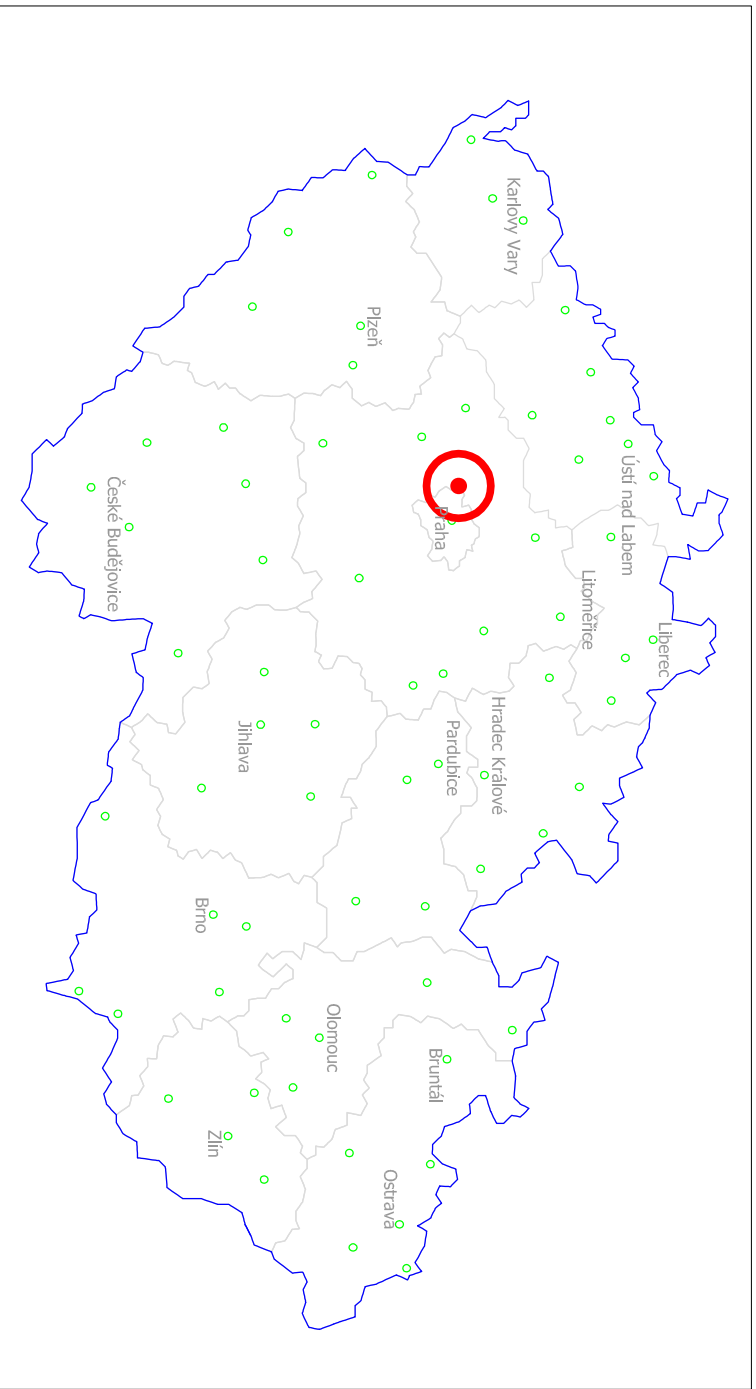 Karlovy Vary
Plzeň
Ústí nad Labem
České Budějovice
Praha
Litoměřice
Liberec
Hradec Králové
Pardubice
Jihlava
Brno
Olomouc
Bruntál
Zlín
Ostrava